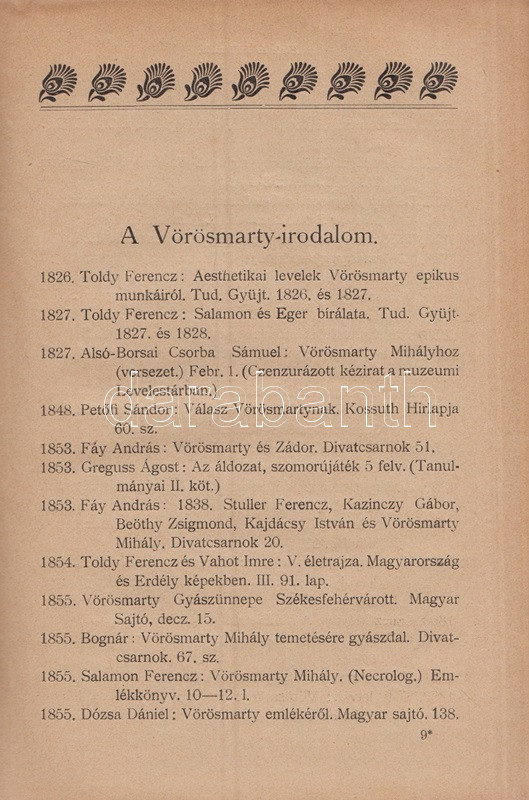 A Vörösmarty-irodalom.
1826. Toldy Ferencz: Aesthetikai levelek Vörösmarty epikus
munkáiról. Tud. Gyüjt. 1826. és 1827.
1827. Toldy Ferencz: Salamon és Eger birálata. Tud. Gyüjt.
1827. és 1828.
1827. Alsó-Borsai Csorba Sámuel: Vörösmarty Mihályhoz
(versezet.) Febr. 1. (Czenzurázott kézirat a muzeumi
Levelestárban.)
darabanth
1848. Petőfi Sándor: Válasz Vörösmartynak. Kossuth Hirlapja
60. sz.
1853. Fáy András: Vörösmarty és Zádor. Divatcsarnok 51.
1853. Greguss Ágost: Az áldozat, szomorújáték 5 felv. (Tanul-
mányai II. köt.)
1853. Fáy András: 1838. Stuller Ferencz, Kazinczy Gábor,
Beöthy Zsigmond, Kajdácsy István és Vörösmarty
Mihály. Divatcsarnok 20.
1854. Toldy Ferencz és Vahot Imre: V. életrajza. Magyarország
és Erdély képekben. III. 91. lap.
1855. Vörösmarty Gyászünnepe Székesfehérvárott. Magyar
Sajtó, decz. 15.
1855. Bognár: Vörösmarty Mihály temetésére gyászdal. Divat-
csarnok. 67. sz.
1855. Salamon Ferencz: Vörösmarty Mihály. (Necrolog.) Em-
lékkönyv. 10—12. l.
1855. Dózsa Dániel: Vörösmarty emlékéről. Magyar sajtó. 138.
9*